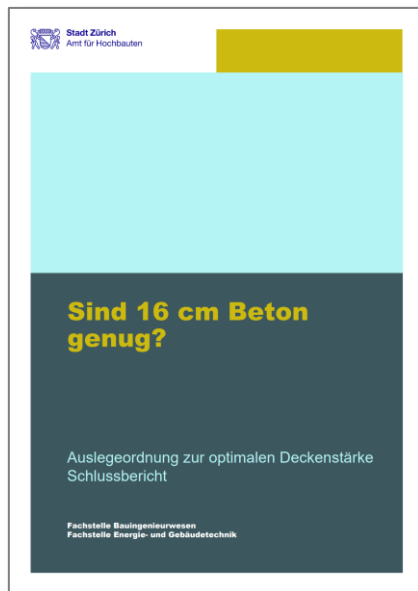 Stadt Zürich
Amt für Hochbauten
Sind 16 cm Beton
genug?
Auslegeordnung zur optimalen Deckenstärke
Schlussbericht
Fachstelle Bauingenieurwesen
Fachstelle Energie- und Gebäudetechnik